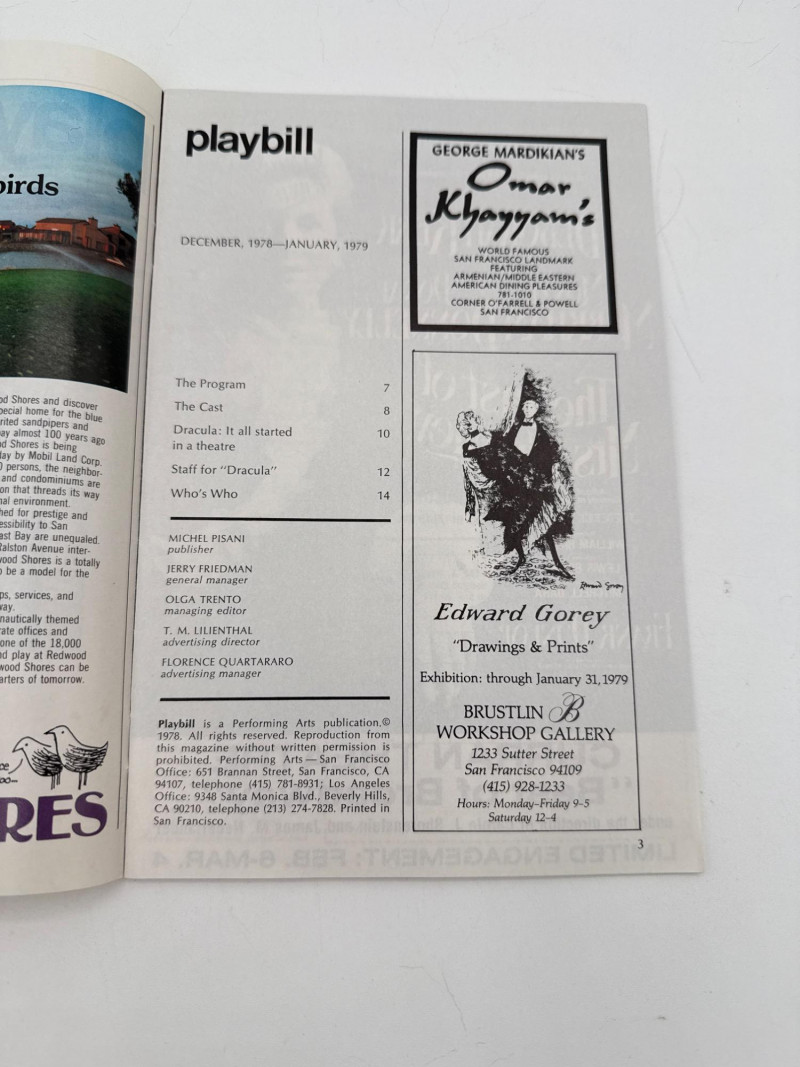 birds
od Shores and discover
pecial home for the blue
rited sandpipers and
ay almost 100 years ago
d Shores is being
day by Mobil Land Corp.
0 persons, the neighbor-
and condominiums are
on that threads its way
nal environment.
hed for prestige and
essibility to San
ast Bay are unequaled.
Ralston Avenue inter-
wood Shores is a totally
o be a model for the
ps, services, and
way.
nautically themed
rate offices and
one of the 18,000
nd play at Redwood
wood Shores can be
arters of tomorrow.
RES
playbill
DECEMBER, 1978—JANUARY, 1979
The Program 7
The Cast 8
Dracula: It all started 10
in a theatre
Staff for "Dracula" 12
Who's Who 14
MICHEL PISANI
publisher
JERRY FRIEDMAN
general manager
OLGA TRENTO
managing editor
T. M. LILIENTHAL
advertising director
FLORENCE QUARTARARO
advertising manager
Playbill is a Performing Arts publication.©
1978. All rights reserved. Reproduction from
this magazine without written permission is
prohibited. Performing Arts — San Francisco
Office: 651 Brannan Street, San Francisco, CA
94107, telephone (415) 781-8931; Los Angeles
Office: 9348 Santa Monica Blvd., Beverly Hills,
CA 90210, telephone (213) 274-7828. Printed in
San Francisco.
GEORGE MARDIKIAN'S
Omar
Khayyam's
WORLD FAMOUS
SAN FRANCISCO LANDMARK
FEATURING
ARMENIAN/MIDDLE EASTERN
AMERICAN DINING PLEASURES
781-1010
CORNER O'FARRELL & POWELL
SAN FRANCISCO
Edward Gorey
Edward Gorey
"Drawings & Prints"
Exhibition: through January 31, 1979
BRUSTLIN B
WORKSHOP GALLERY
1233 Sutter Street
San Francisco 94109
(415) 928-1233
Hours: Monday–Friday 9–5
Saturday 12–4
3